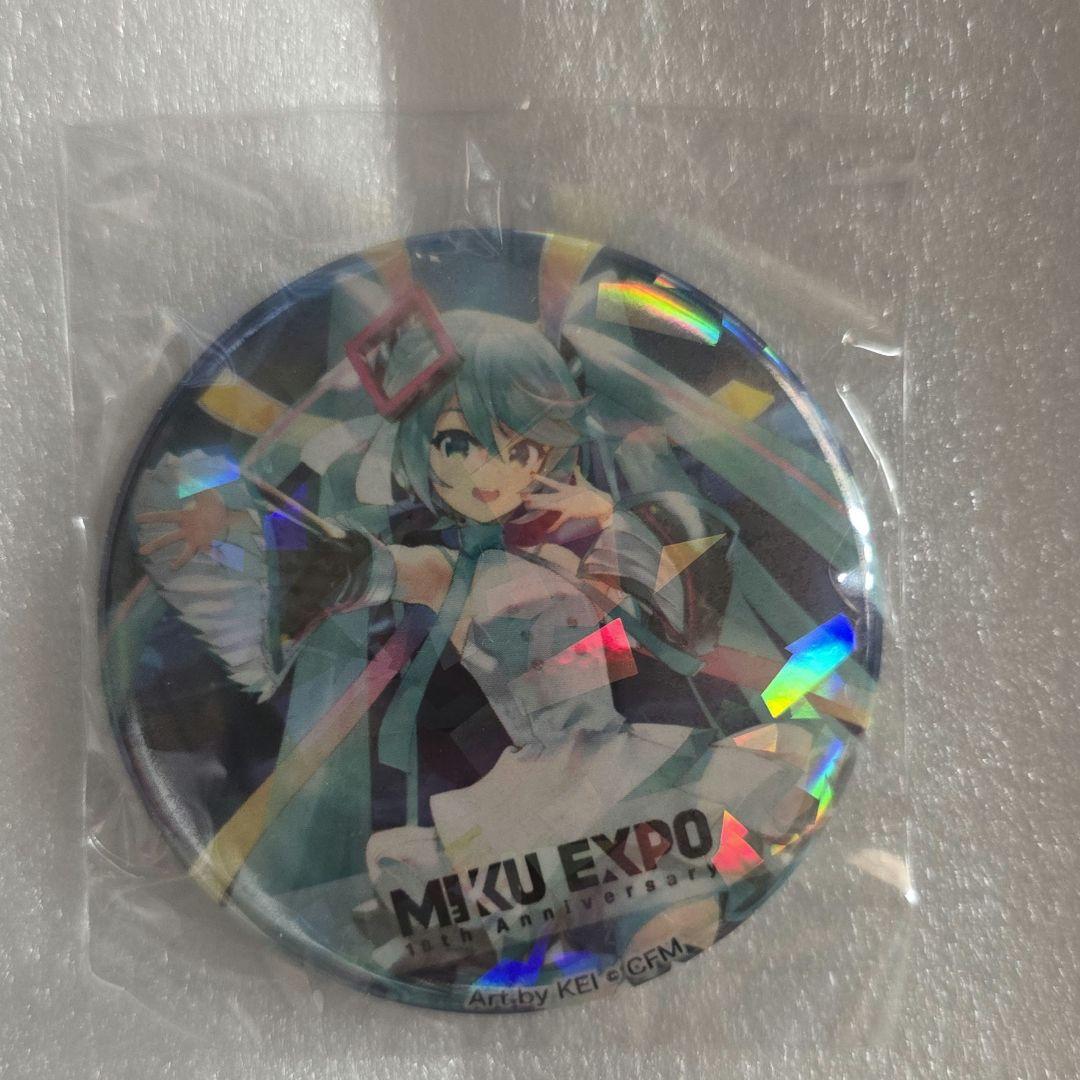 MIKU EXPO
10th Anniversary
Art by KEI © CFM